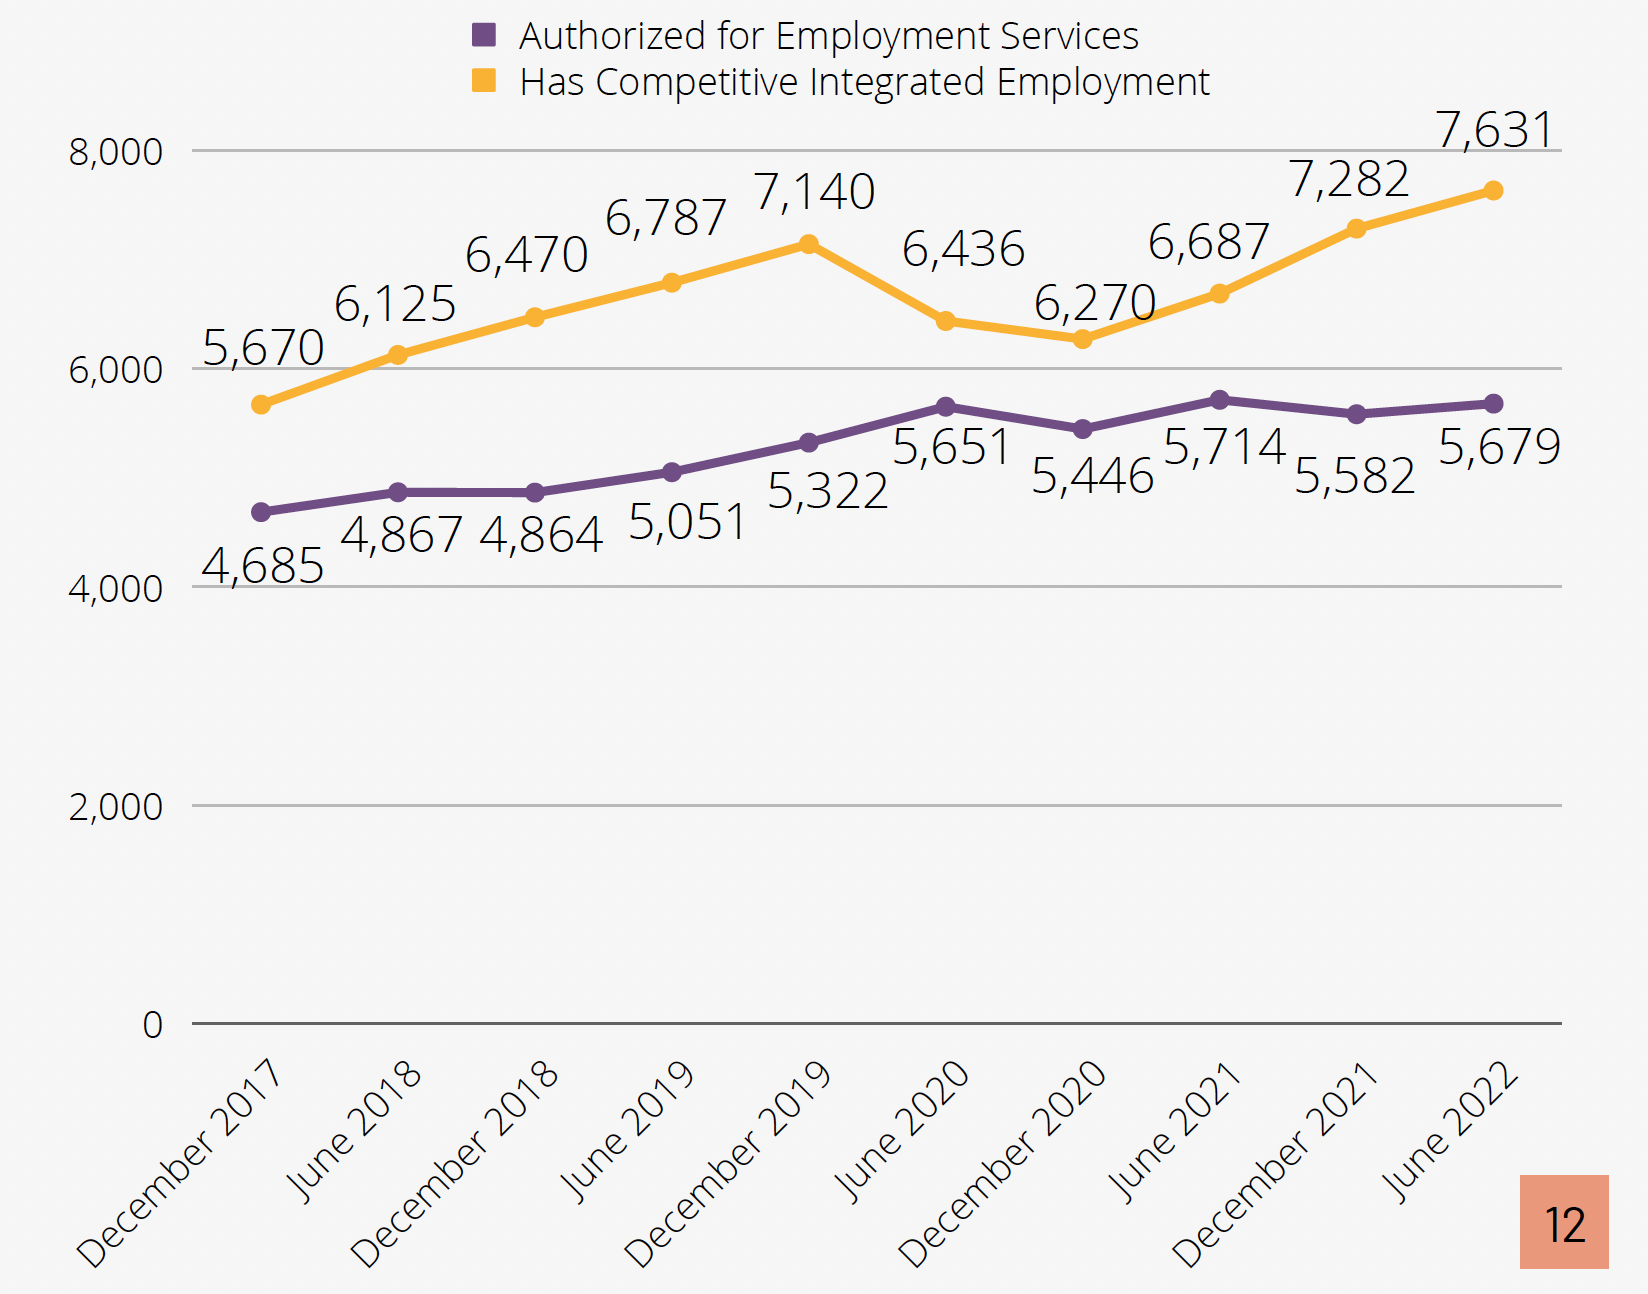 Authorized for Employment Services
Has Competitive Integrated Employment
8,000
6,000
4,000
2,000
0
5,670
6,125
6,470
6,787
7,140
6,436
6,270
6,687
7,282
7,631
4,685
4,867
4,864
5,051
5,322
5,651
5,446
5,714
5,582
5,679
December 2017
June 2018
December 2018
June 2019
December 2019
June 2020
December 2020
June 2021
December 2021
June 2022
12